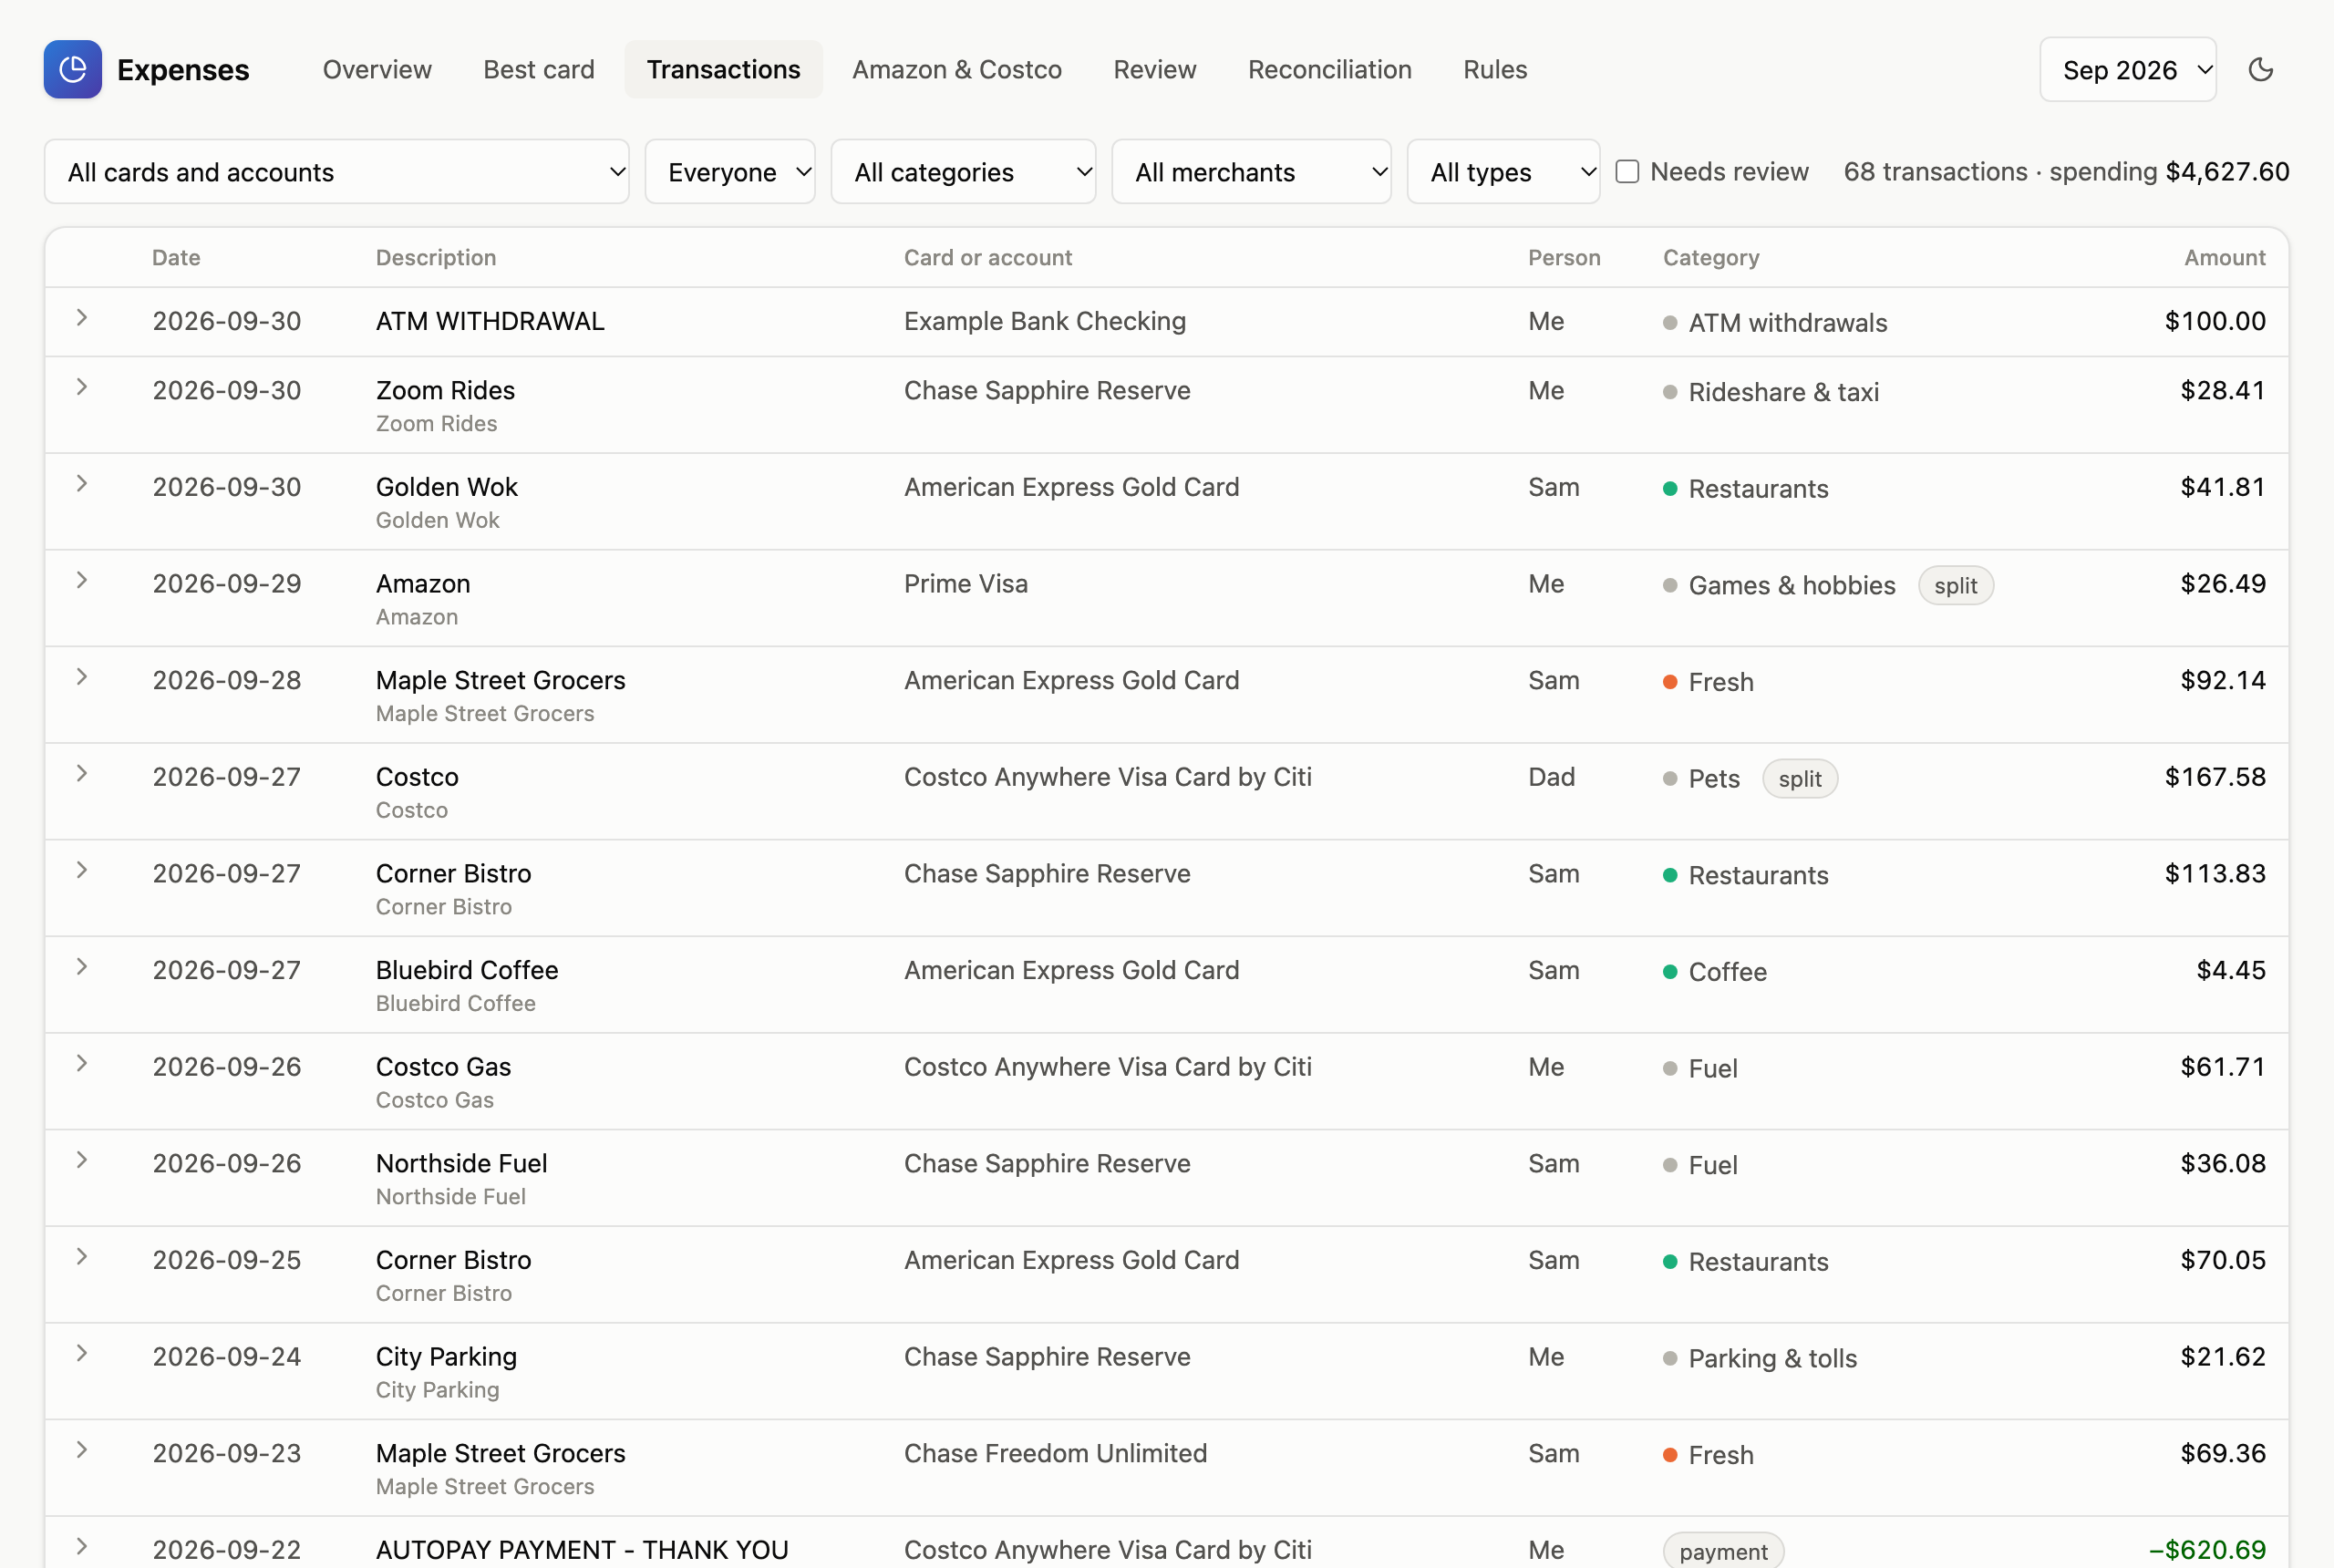 Expenses Overview Best card Transactions Amazon & Costco Review Reconciliation Rules Sep 2026
All cards and accounts Everyone All categories All merchants All types Needs review 68 transactions · spending $4,627.60
Date Description Card or account Person Category Amount
2026-09-30 ATM WITHDRAWAL Example Bank Checking Me ATM withdrawals $100.00
2026-09-30 Zoom Rides Chase Sapphire Reserve Me Rideshare & taxi $28.41
Zoom Rides
2026-09-30 Golden Wok American Express Gold Card Sam Restaurants $41.81
Golden Wok
2026-09-29 Amazon Prime Visa Me Games & hobbies split $26.49
Amazon
2026-09-28 Maple Street Grocers American Express Gold Card Sam Fresh $92.14
Maple Street Grocers
2026-09-27 Costco Costco Anywhere Visa Card by Citi Dad Pets split $167.58
Costco
2026-09-27 Corner Bistro Chase Sapphire Reserve Sam Restaurants $113.83
Corner Bistro
2026-09-27 Bluebird Coffee American Express Gold Card Sam Coffee $4.45
Bluebird Coffee
2026-09-26 Costco Gas Costco Anywhere Visa Card by Citi Me Fuel $61.71
Costco Gas
2026-09-26 Northside Fuel Chase Sapphire Reserve Sam Fuel $36.08
Northside Fuel
2026-09-25 Corner Bistro American Express Gold Card Sam Restaurants $70.05
Corner Bistro
2026-09-24 City Parking Chase Sapphire Reserve Me Parking & tolls $21.62
City Parking
2026-09-23 Maple Street Grocers Chase Freedom Unlimited Sam Fresh $69.36
Maple Street Grocers
2026-09-22 AUTOPAY PAYMENT - THANK YOU Costco Anywhere Visa Card by Citi Me payment −$620.69